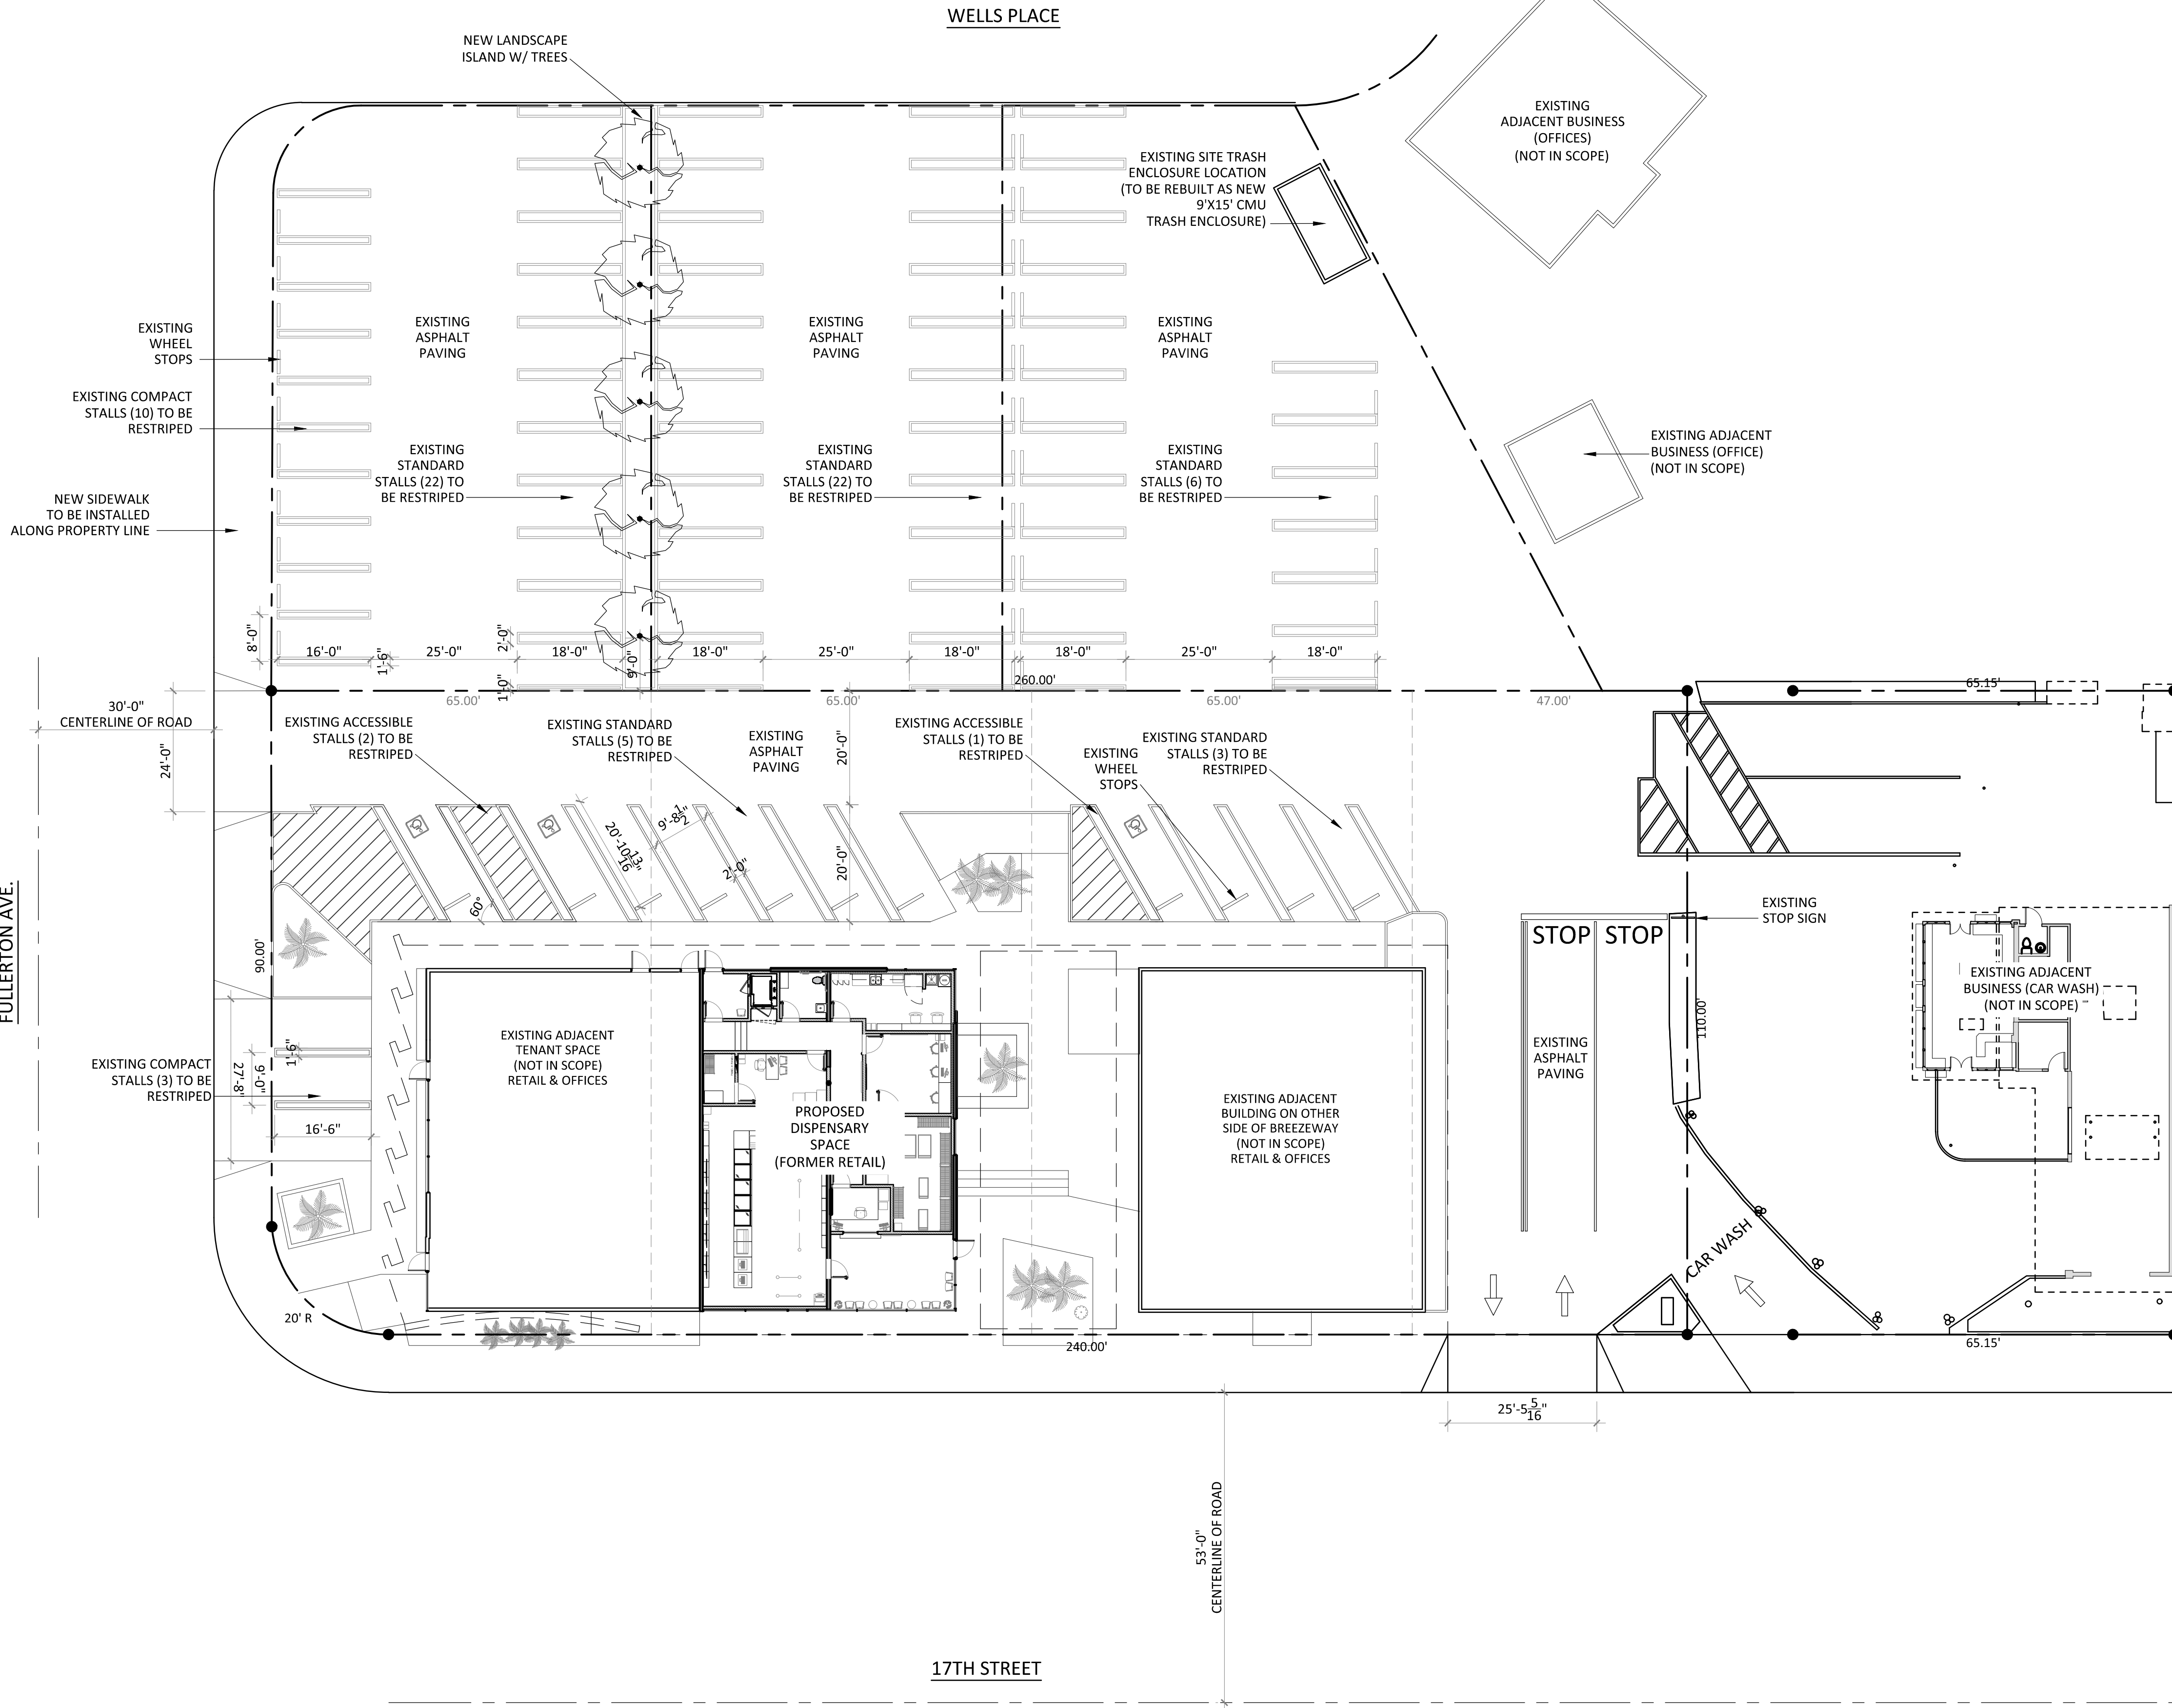 WELLS PLACE
NEW LANDSCAPE
ISLAND W/ TREES
EXISTING
ADJACENT BUSINESS
(OFFICES)
(NOT IN SCOPE)
EXISTING SITE TRASH
ENCLOSURE LOCATION
(TO BE REBUILT AS NEW
9'X15' CMU
TRASH ENCLOSURE)
EXISTING
WHEEL
STOPS
EXISTING
ASPHALT
PAVING
EXISTING
ASPHALT
PAVING
EXISTING
ASPHALT
PAVING
EXISTING COMPACT
STALLS (10) TO BE
RESTRIPED
EXISTING
STANDARD
STALLS (22) TO
BE RESTRIPED
EXISTING
STANDARD
STALLS (22) TO
BE RESTRIPED
EXISTING
STANDARD
STALLS (6) TO
BE RESTRIPED
EXISTING ADJACENT
BUSINESS (OFFICE)
(NOT IN SCOPE)
NEW SIDEWALK
TO BE INSTALLED
ALONG PROPERTY LINE
8'-0"
16'-0"
1'-6"
25'-0"
2'-0"
18'-0"
9'-0"
18'-0"
25'-0"
18'-0"
18'-0"
25'-0"
18'-0"
1'-0"
260.00'
65.15'
65.00'
65.00'
65.00'
47.00'
30'-0"
CENTERLINE OF ROAD
24'-0"
EXISTING ACCESSIBLE
STALLS (2) TO BE
RESTRIPED
EXISTING STANDARD
STALLS (5) TO BE
RESTRIPED
EXISTING
ASPHALT
PAVING
20'-0"
EXISTING ACCESSIBLE
STALLS (1) TO BE
RESTRIPED
EXISTING
WHEEL
STOPS
EXISTING STANDARD
STALLS (3) TO BE
RESTRIPED
20'-10 13/16"
9'-8 1/2"
2'-0"
20'-0"
60°
EXISTING
STOP SIGN
STOP STOP
FULLERTON AVE.
90.00'
110.00'
EXISTING ADJACENT
BUSINESS (CAR WASH)
(NOT IN SCOPE)
EXISTING ADJACENT
TENANT SPACE
(NOT IN SCOPE)
RETAIL & OFFICES
EXISTING
ASPHALT
PAVING
EXISTING COMPACT
STALLS (3) TO BE
RESTRIPED
27'-8"
9'-0"
1'-6"
16'-6"
PROPOSED
DISPENSARY
SPACE
(FORMER RETAIL)
EXISTING ADJACENT
BUILDING ON OTHER
SIDE OF BREEZEWAY
(NOT IN SCOPE)
RETAIL & OFFICES
CAR WASH
20' R
240.00'
65.15'
25'-5 5/16"
53'-0"
CENTERLINE OF ROAD
17TH STREET